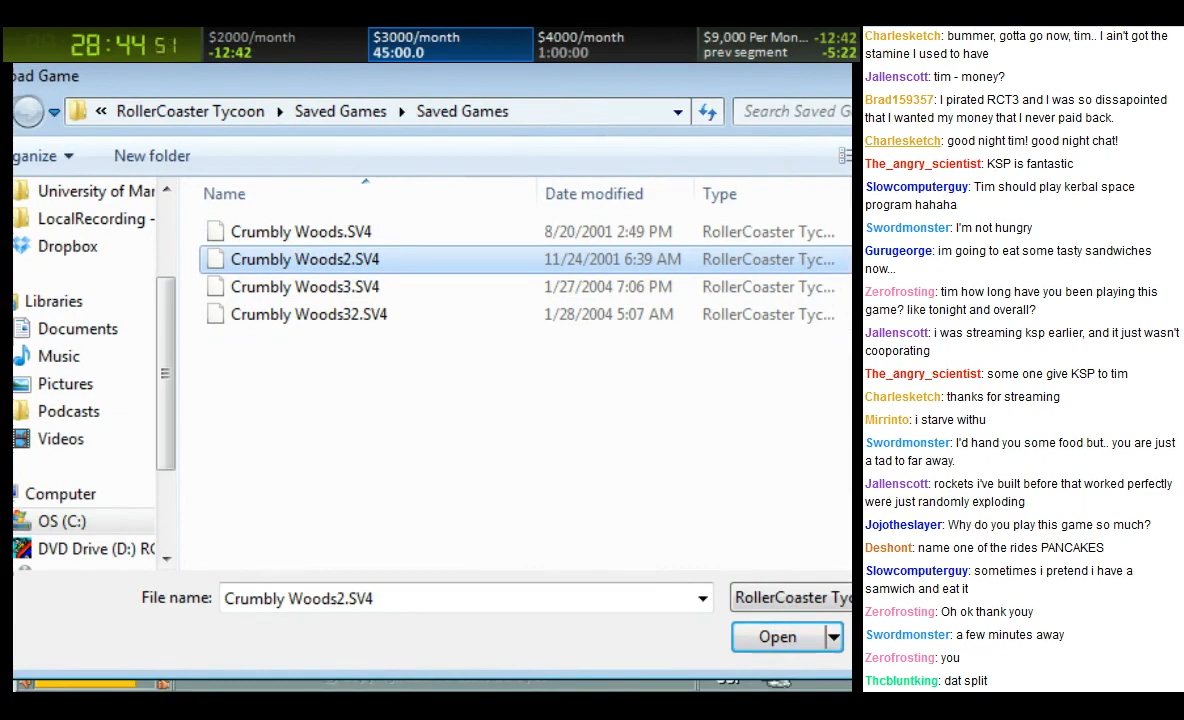 28:44 51
$2000/month
-12:42
$3000/month
45:00.0
$4000/month
1:00:00
$9,000 Per Mon... -12:42
prev segment -5:22
oad Game
« RollerCoaster Tycoon Saved Games Saved Games
Search Saved G
ganize New folder
Name Date modified Type
University of Mar
LocalRecording -
Dropbox
Libraries
Documents
Music
Pictures
Podcasts
Videos
Computer
OS (C:)
DVD Drive (D:) RC
Crumbly Woods.SV4 8/20/2001 2:49 PM RollerCoaster Tyc...
Crumbly Woods2.SV4 11/24/2001 6:39 AM RollerCoaster Tyc...
Crumbly Woods3.SV4 1/27/2004 7:06 PM RollerCoaster Tyc...
Crumbly Woods32.SV4 1/28/2004 5:07 AM RollerCoaster Tyc...
File name: Crumbly Woods2.SV4 RollerCoaster Tyc
Open
Charlesketch: bummer, gotta go now, tim.. I ain't got the
stamine I used to have
Jallenscott: tim - money?
Brad159357: I pirated RCT3 and I was so dissapointed
that I wanted my money that I never paid back.
Charlesketch: good night tim! good night chat!
The_angry_scientist: KSP is fantastic
Slowcomputerguy: Tim should play kerbal space
program hahaha
Swordmonster: I'm not hungry
Gurugeorge: im going to eat some tasty sandwiches
now...
Zerofrosting: tim how long have you been playing this
game? like tonight and overall?
Jallenscott: i was streaming ksp earlier, and it just wasn't
cooporating
The_angry_scientist: some one give KSP to tim
Charlesketch: thanks for streaming
Mirrinto: i starve withu
Swordmonster: I'd hand you some food but.. you are just
a tad to far away.
Jallenscott: rockets i've built before that worked perfectly
were just randomly exploding
Jojotheslayer: Why do you play this game so much?
Deshont: name one of the rides PANCAKES
Slowcomputerguy: sometimes i pretend i have a
samwich and eat it
Zerofrosting: Oh ok thank youy
Swordmonster: a few minutes away
Zerofrosting: you
Thcbluntking: dat split